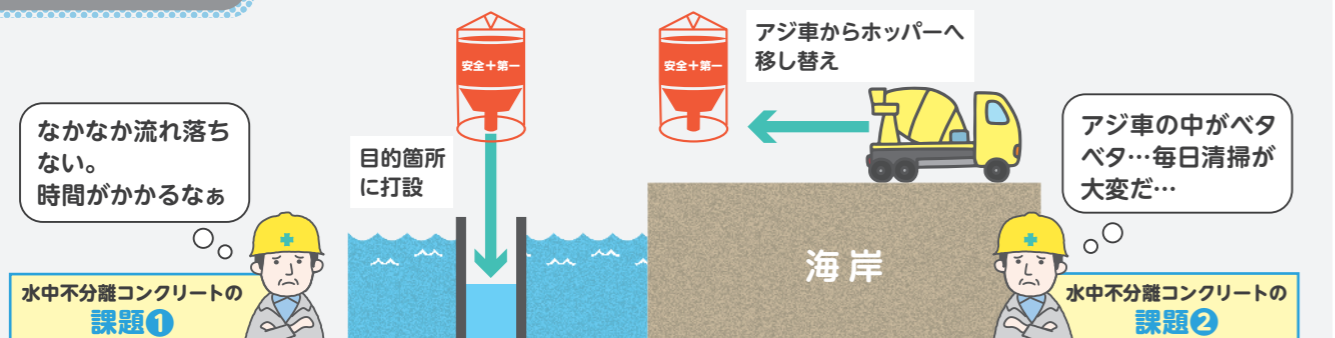 安全＋第一
安全＋第一
アジ車からホッパーへ
移し替え
なかなか流れ落ち
ない。
時間がかかるなぁ
目的箇所
に打設
アジ車の中がベタ
ベタ…毎日清掃が
大変だ…
海岸
水中不分離コンクリートの
課題❶
水中不分離コンクリートの
課題❷